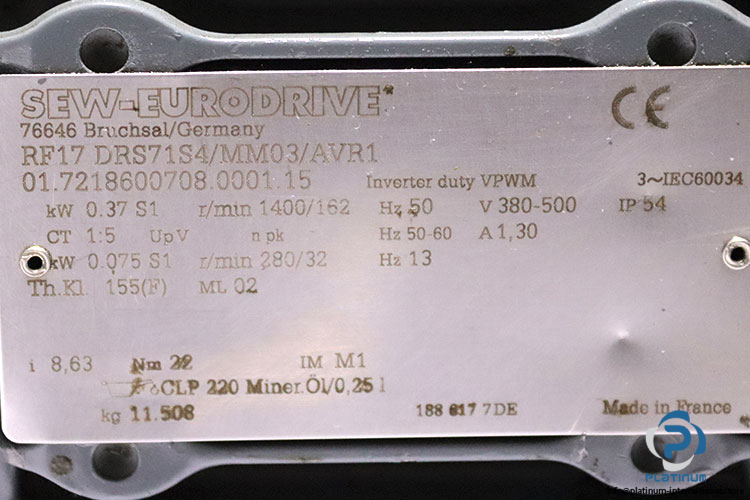 SEW-EURODRIVE
76646 Bruchsal/Germany
CE
RF17 DRS71S4/MM03/AVR1
01.7218600708.0001.15 Inverter duty VPWM 3~IEC60034
kW 0.37 S1 r/min 1400/162 Hz 50 V 380-500 IP 54
CT 1:5 UpV n pk Hz 50-60 A 1,30
kW 0.075 S1 r/min 280/32 Hz 13
Th.Kl. 155(F) ML 02
i 8,63 Nm 22 IM M1
CLP 220 Miner.Öl/0,25 l
kg 11.508 188 617 7DE Made in France
PLATINUM